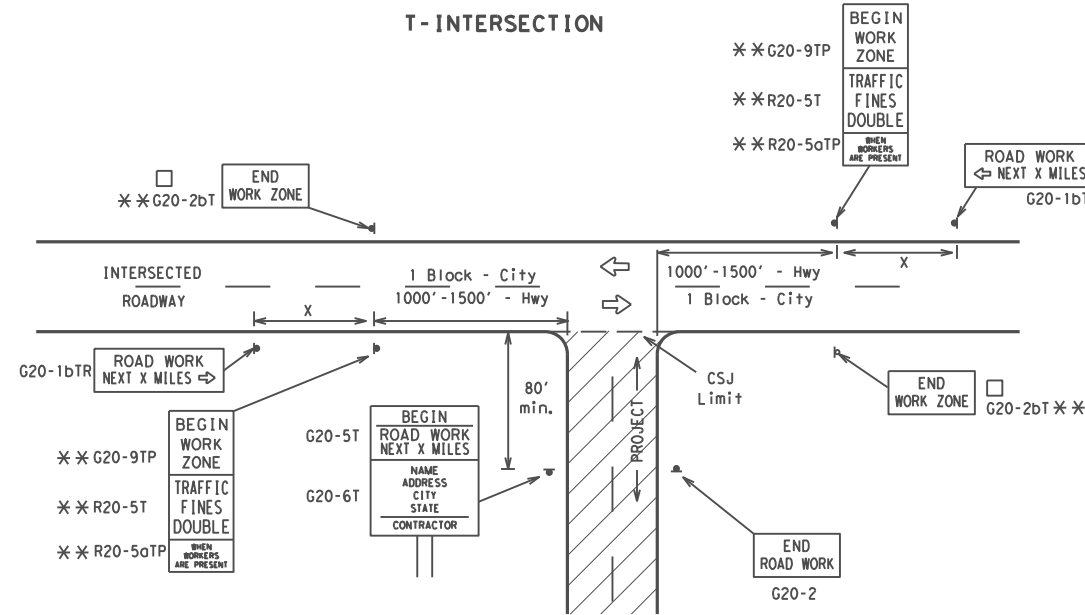 T-INTERSECTION
BEGIN
WORK
ZONE
TRAFFIC
FINES
DOUBLE
WHEN
WORKERS
ARE PRESENT
**G20-9TP
**R20-5T
**R20-5aTP
ROAD WORK
⇦ NEXT X MILES
G20-1bT
□
**G20-2bT
END
WORK ZONE
INTERSECTED
ROADWAY
X
1 Block - City
1000'-1500' - Hwy
⇦
⇨
1000'-1500' - Hwy
1 Block - City
X
G20-1bTR
ROAD WORK
NEXT X MILES ⇨
80'
min.
CSJ
Limit
PROJECT
END
WORK ZONE
□
G20-2bT **
**G20-9TP
**R20-5T
**R20-5aTP
BEGIN
WORK
ZONE
TRAFFIC
FINES
DOUBLE
WHEN
WORKERS
ARE PRESENT
G20-5T
G20-6T
BEGIN
ROAD WORK
NEXT X MILES
NAME
ADDRESS
CITY
STATE
CONTRACTOR
END
ROAD WORK
G20-2